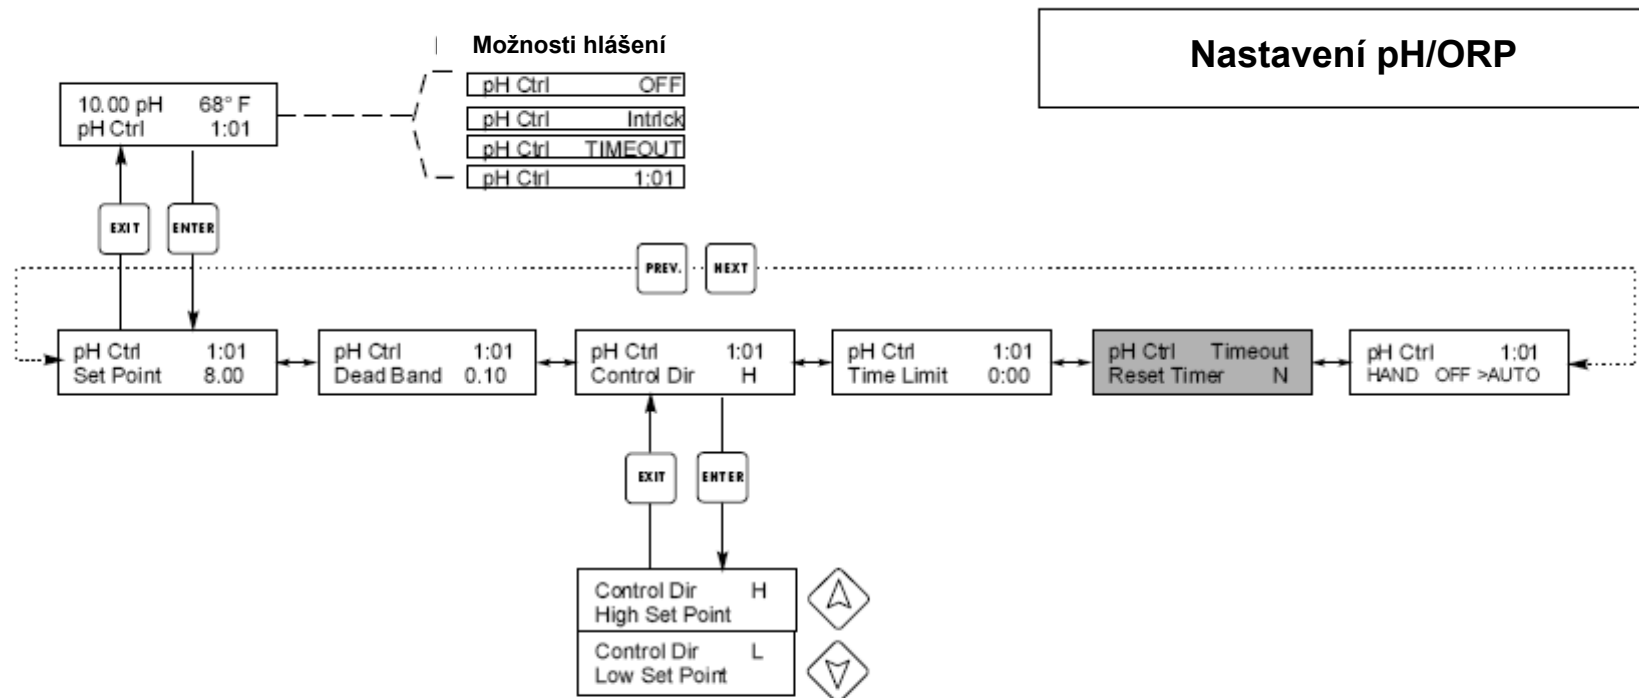 Možnosti hlášení
Nastavení pH/ORP
10.00 pH 68° F
pH Ctrl 1:01
pH Ctrl OFF
pH Ctrl Intrlck
pH Ctrl TIMEOUT
pH Ctrl 1:01
EXIT
ENTER
PREV.
NEXT
pH Ctrl 1:01
Set Point 8.00
pH Ctrl 1:01
Dead Band 0.10
pH Ctrl 1:01
Control Dir H
pH Ctrl 1:01
Time Limit 0:00
pH Ctrl Timeout
Reset Timer N
pH Ctrl 1:01
HAND OFF >AUTO
EXIT
ENTER
Control Dir H
High Set Point
Control Dir L
Low Set Point